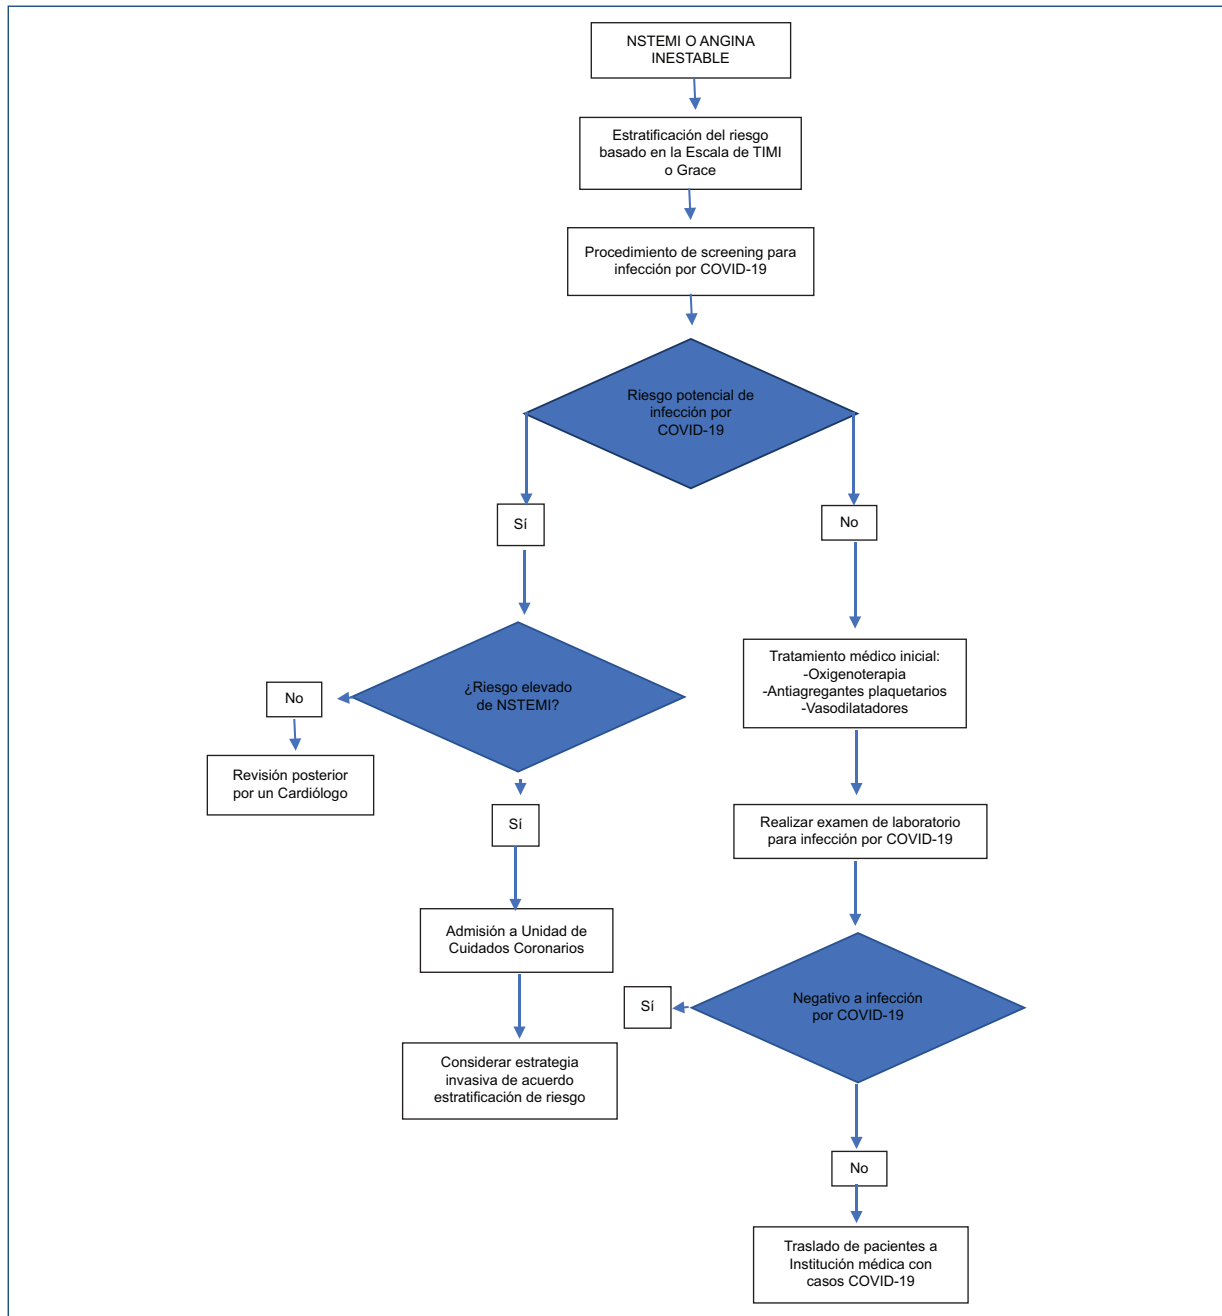 NSTEMI O ANGINA
INESTABLE
Estratificación del riesgo
basado en la Escala de TIMI
o Grace
Procedimiento de screening para
infección por COVID-19
Riesgo potencial de
infección por
COVID-19
Sí
No
¿Riesgo elevado
de NSTEMI?
No
Revisión posterior
por un Cardiólogo
Sí
Admisión a Unidad de
Cuidados Coronarios
Considerar estrategia
invasiva de acuerdo
estratificación de riesgo
Tratamiento médico inicial:
-Oxigenoterapia
-Antiagregantes plaquetarios
-Vasodilatadores
Realizar examen de laboratorio
para infección por COVID-19
Negativo a infección
por COVID-19
Sí
No
Traslado de pacientes a
Institución médica con
casos COVID-19